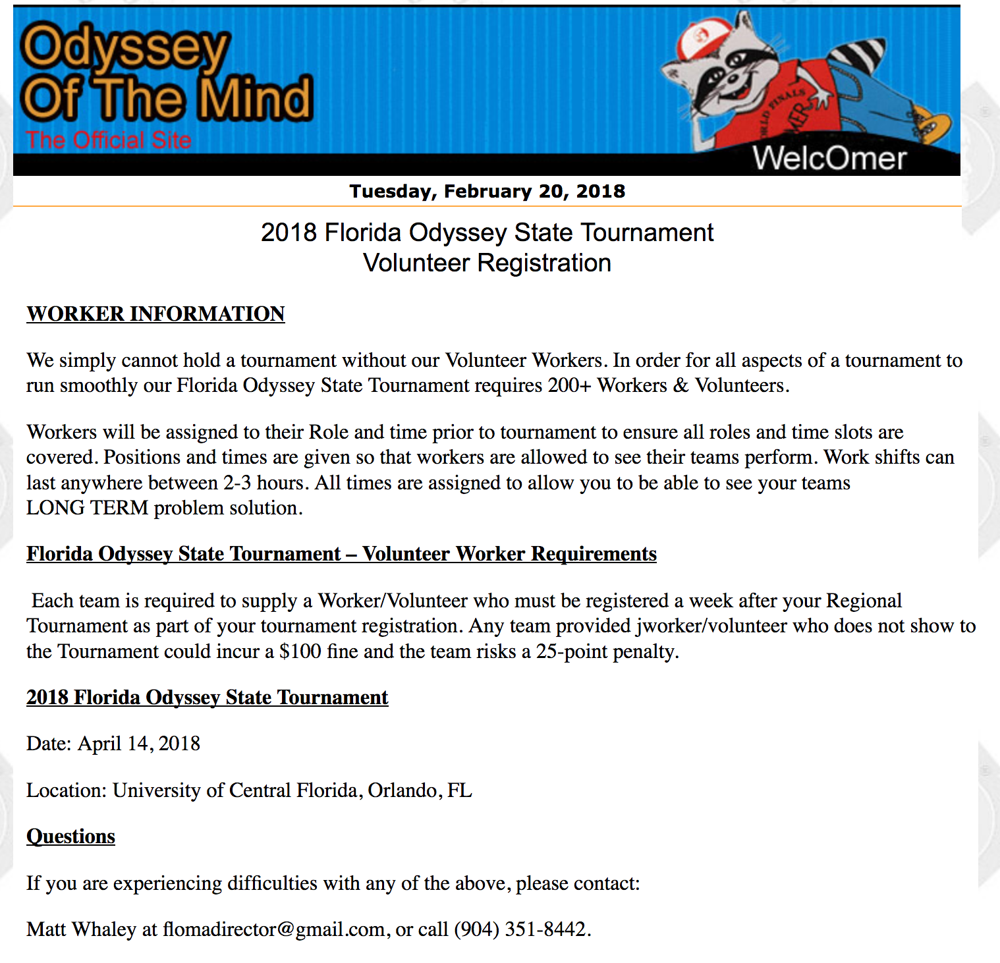 Odyssey
Of The Mind
The Official Site
WORLD FINALS
OMER
WelcOmer
Tuesday, February 20, 2018
2018 Florida Odyssey State Tournament
Volunteer Registration
WORKER INFORMATION
We simply cannot hold a tournament without our Volunteer Workers. In order for all aspects of a tournament to
run smoothly our Florida Odyssey State Tournament requires 200+ Workers & Volunteers.
Workers will be assigned to their Role and time prior to tournament to ensure all roles and time slots are
covered. Positions and times are given so that workers are allowed to see their teams perform. Work shifts can
last anywhere between 2-3 hours. All times are assigned to allow you to be able to see your teams
LONG TERM problem solution.
Florida Odyssey State Tournament – Volunteer Worker Requirements
Each team is required to supply a Worker/Volunteer who must be registered a week after your Regional
Tournament as part of your tournament registration. Any team provided jworker/volunteer who does not show to
the Tournament could incur a $100 fine and the team risks a 25-point penalty.
2018 Florida Odyssey State Tournament
Date: April 14, 2018
Location: University of Central Florida, Orlando, FL
Questions
If you are experiencing difficulties with any of the above, please contact:
Matt Whaley at flomadirector@gmail.com, or call (904) 351-8442.